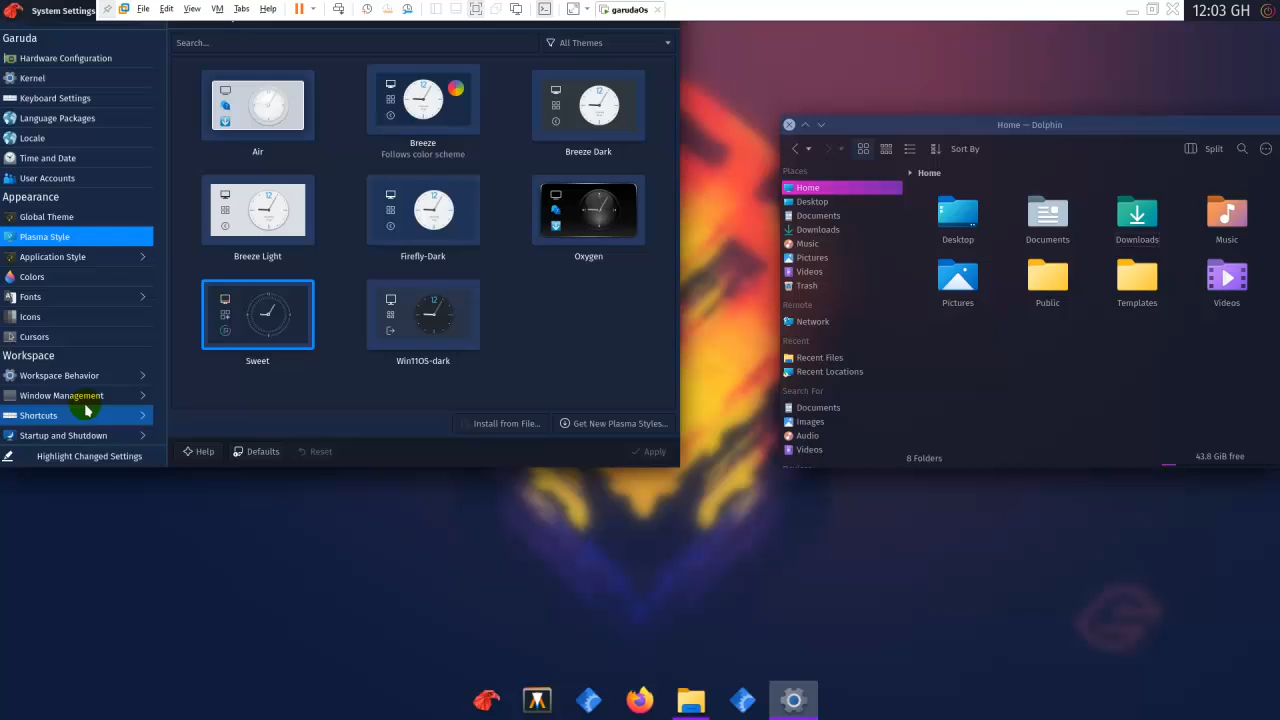 System Settings
File Edit View VM Tabs Help
garudaOs
12:03 GH
Garuda
Hardware Configuration
Kernel
Keyboard Settings
Language Packages
Locale
Time and Date
User Accounts
Appearance
Global Theme
Plasma Style
Application Style
Colors
Fonts
Icons
Cursors
Workspace
Workspace Behavior
Window Management
Shortcuts
Startup and Shutdown
Highlight Changed Settings
Search...
All Themes
Air
Breeze
Follows color scheme
Breeze Dark
Breeze Light
Firefly-Dark
Oxygen
Sweet
Win11OS-dark
Install from File...
Get New Plasma Styles...
Help
Defaults
Reset
Apply
Home — Dolphin
Split
Sort By
Places
Home
Desktop
Documents
Downloads
Music
Pictures
Videos
Trash
Remote
Network
Recent
Recent Files
Recent Locations
Search For
Documents
Images
Audio
Videos
Home
Desktop
Documents
Downloads
Music
Pictures
Public
Templates
Videos
8 Folders
43.8 GiB free